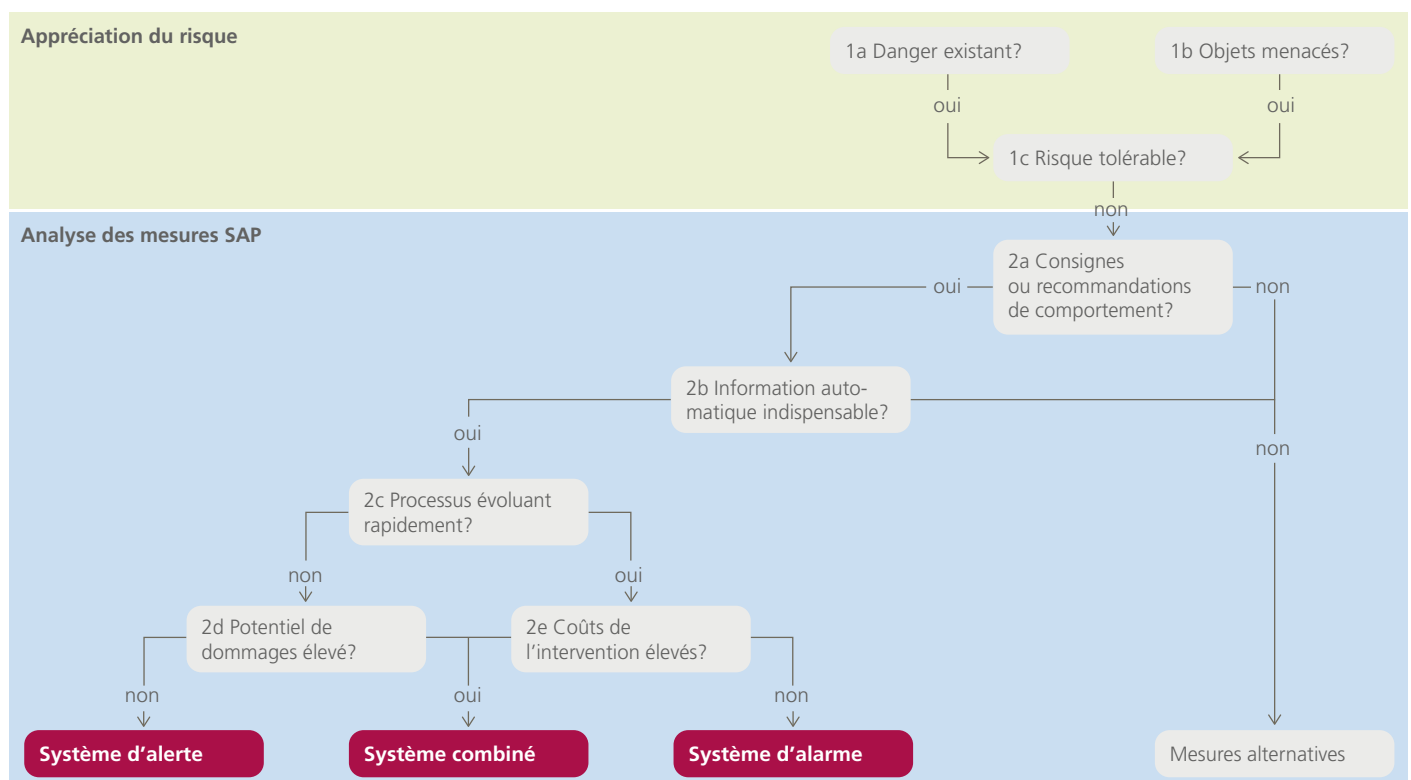 Appréciation du risque
1a Danger existant?
1b Objets menacés?
oui
oui
1c Risque tolérable?
non
Analyse des mesures SAP
2a Consignes
ou recommandations
de comportement?
oui
non
2b Information auto-
matique indispensable?
oui
non
2c Processus évoluant
rapidement?
non
oui
2d Potentiel de
dommages élevé?
2e Coûts de
l’intervention élevés?
non
oui
non
Système d’alerte
Système combiné
Système d’alarme
Mesures alternatives